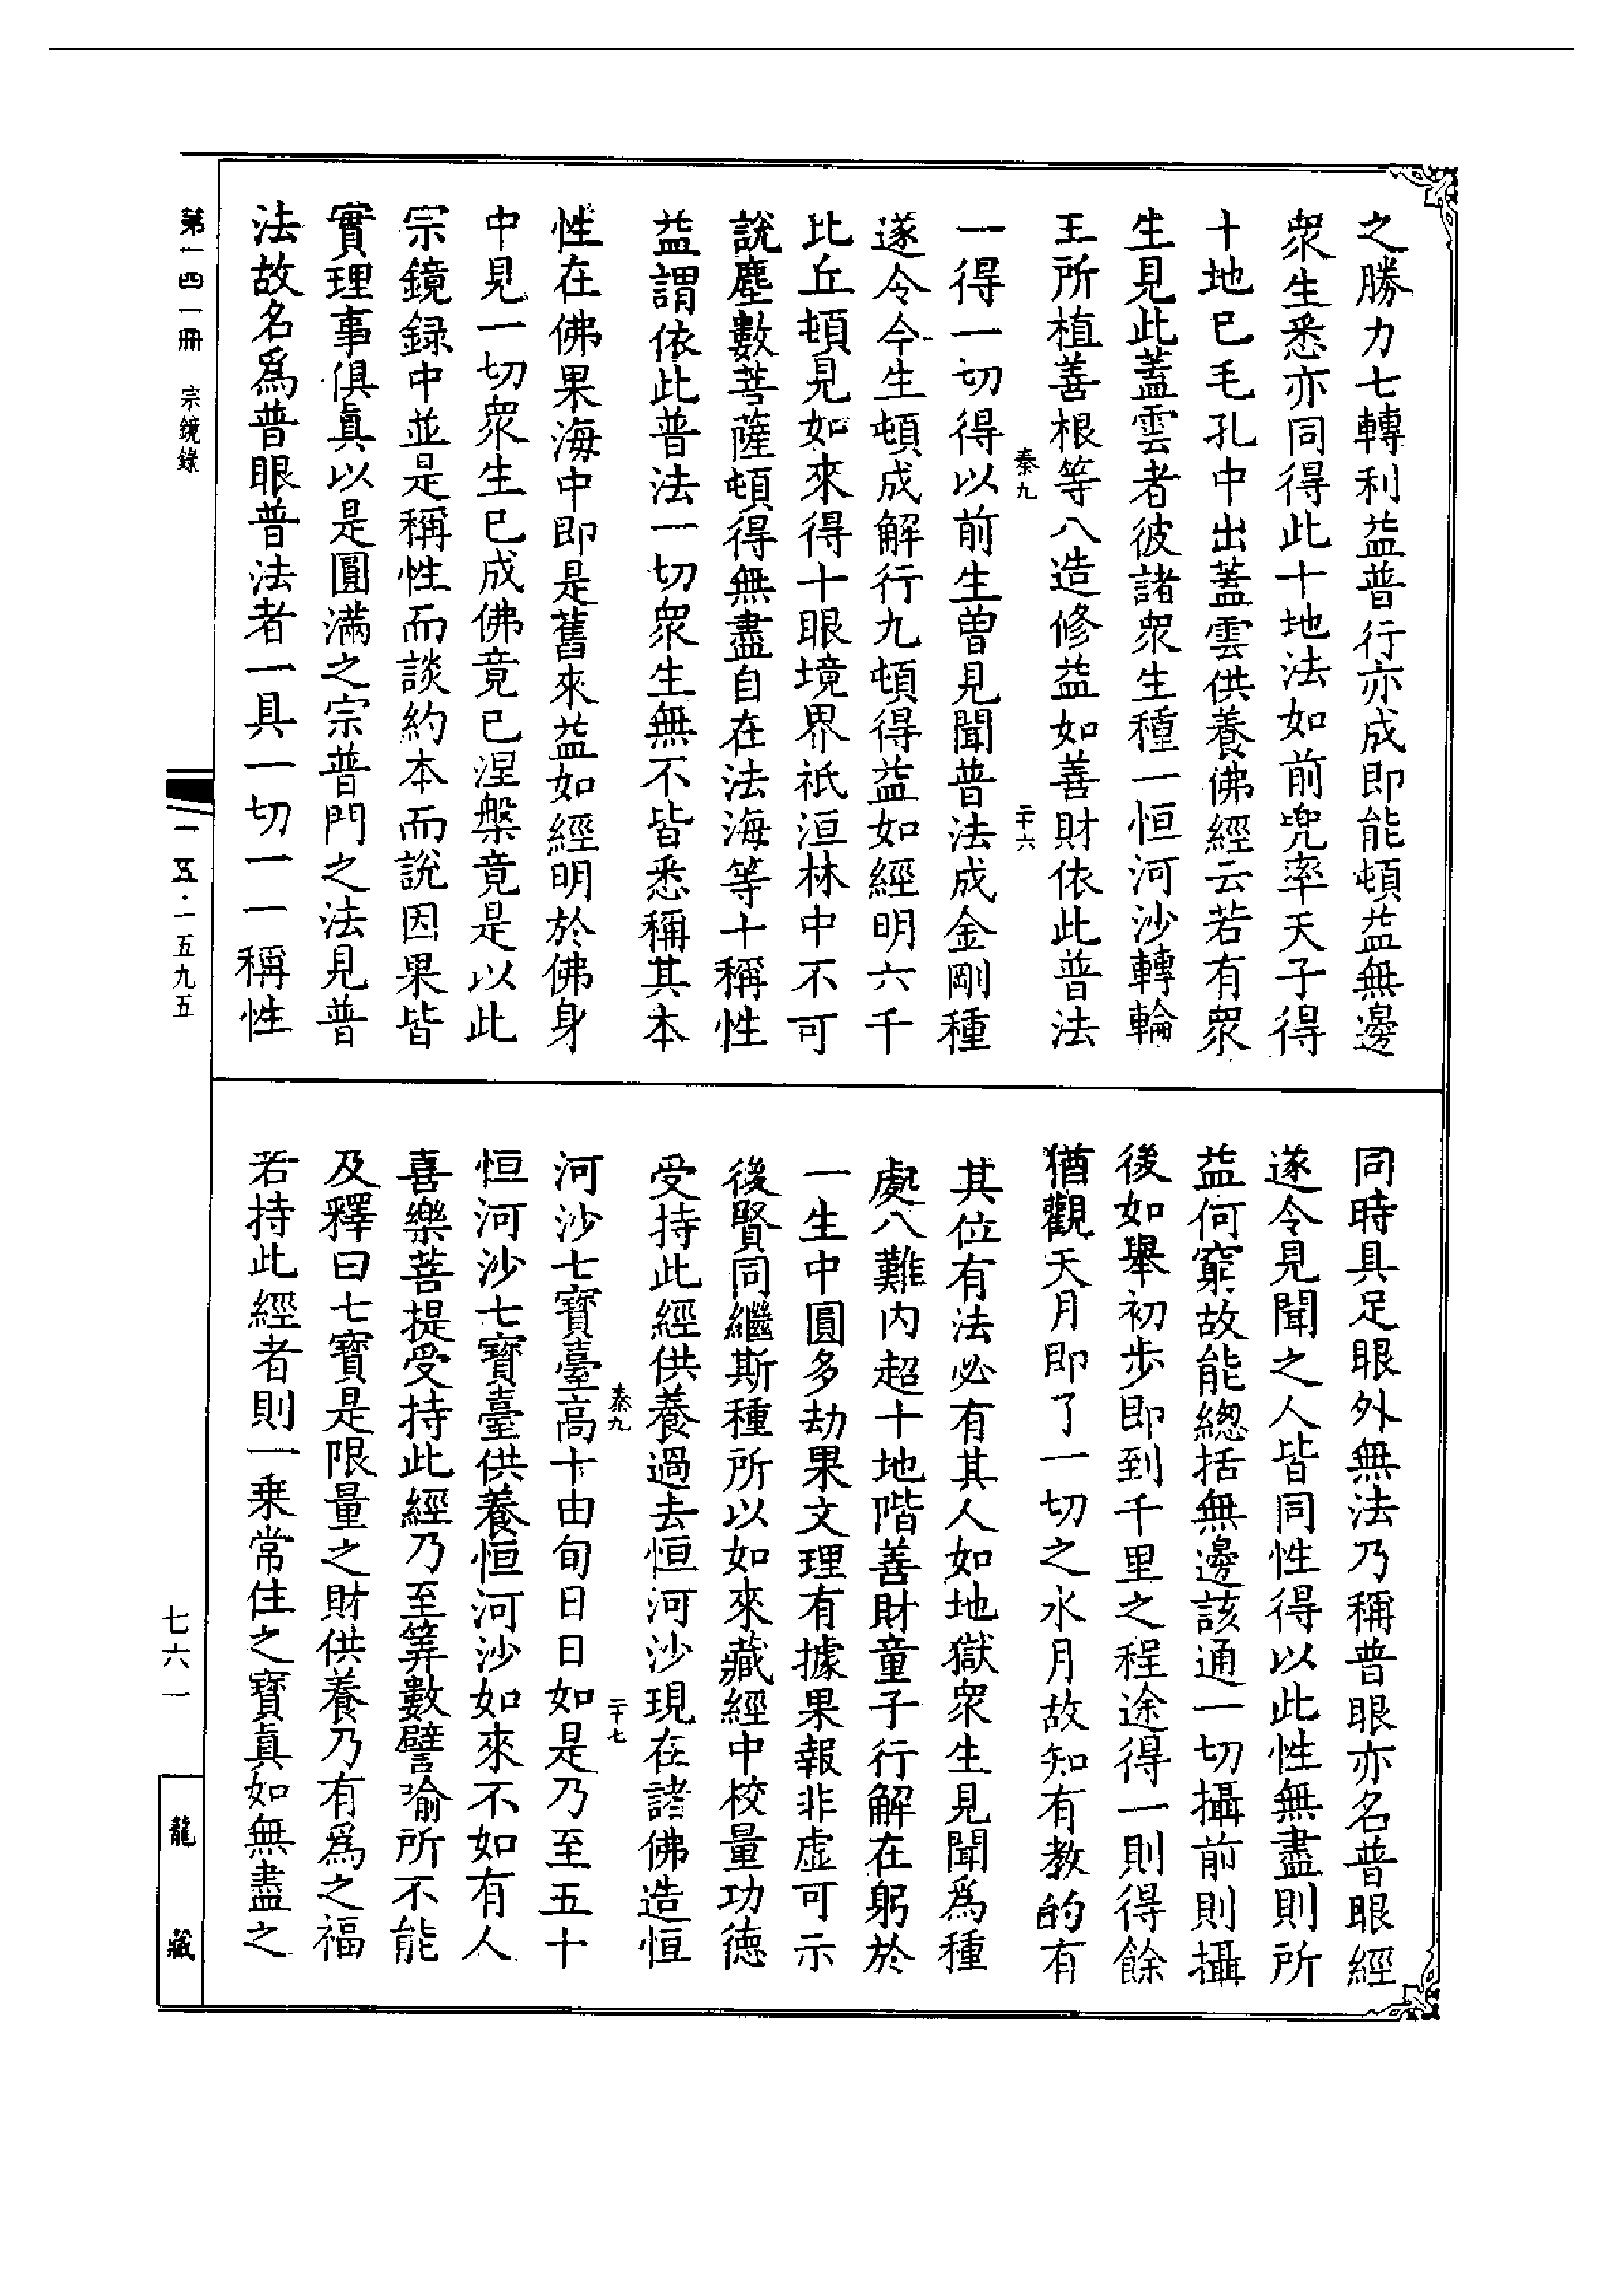 之勝力七轉利益普行亦成即能頓益無邊
衆生悉亦同得此十地法如前兜率天子得
十地已毛孔中出蓋雲供養佛經云若有衆
生見此蓋雲者彼諸衆生種一恒河沙轉輪
王所植善根等八造修益如善財依此普法
秦九
二十六
一得一切得以前生曾見聞普法成金剛種
遂令今生頓成解行九頓得益如經明六千
比丘頓見如來得十眼境界祇洹林中不可
說塵數菩薩頓得無盡自在法海等十稱性
益謂依此普法一切衆生無不皆悉稱其本
性在佛果海中即是舊來益如經明於佛身
中見一切衆生已成佛竟已涅槃竟是以此
宗鏡録中並是稱性而談約本而説因果皆
實理事俱真以是圓滿之宗普門之法見普
法故名爲普眼普法者一具一切一一稱性
同時具足眼外無法乃稱普眼亦名普眼經
遂令見聞之人皆同性得以此性無盡則所
益何窮故能總括無邊該通一切攝前則攝
後如舉初步即到千里之程途得一則得餘
猶觀天月即了一切之水月故知有教的有
其位有法必有其人如地獄衆生見聞爲種
處八難内超十地階善財童子行解在躬於
一生中圓多劫果文理有據果報非虚可示
後賢同繼斯種所以如來藏經中校量功德
受持此經供養過去恒河沙現在諸佛造恒
秦九
二十七
河沙七寶臺高十由旬日日如是乃至五十
恒河沙七寶臺供養恒河沙如來不如有人
喜樂菩提受持此經乃至筭數譬喻所不能
及釋曰七寶是限量之財供養乃有爲之福
若持此經者則一乗常住之寶真如無盡之
第一四一冊　宗鏡錄
一五·一五九五
七六一
龍藏